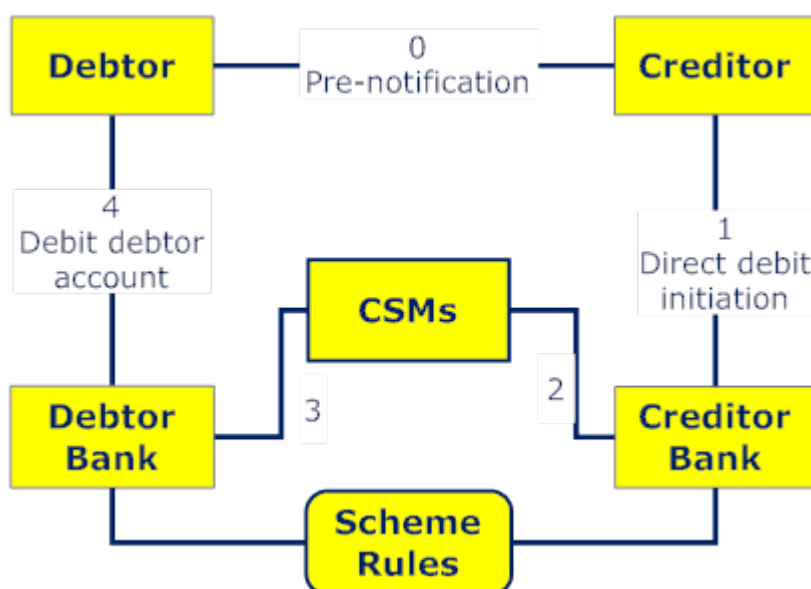 0
Pre-notification
Debtor
Creditor
4
Debit debtor
account
1
Direct debit
initiation
CSMs
3
2
Debtor
Bank
Creditor
Bank
Scheme
Rules